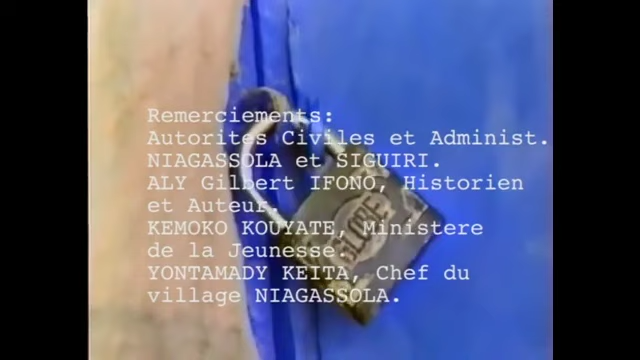 Remerciements:
Autorites Civiles et Administ.
NIAGASSOLA et SIGUIRI.
ALY Gilbert IFONO, Historien
et Auteur.
KEMOKO KOUYATE, Ministere
de la Jeunesse.
YONTAMADY KEITA, Chef du
village NIAGASSOLA.
GLOBE